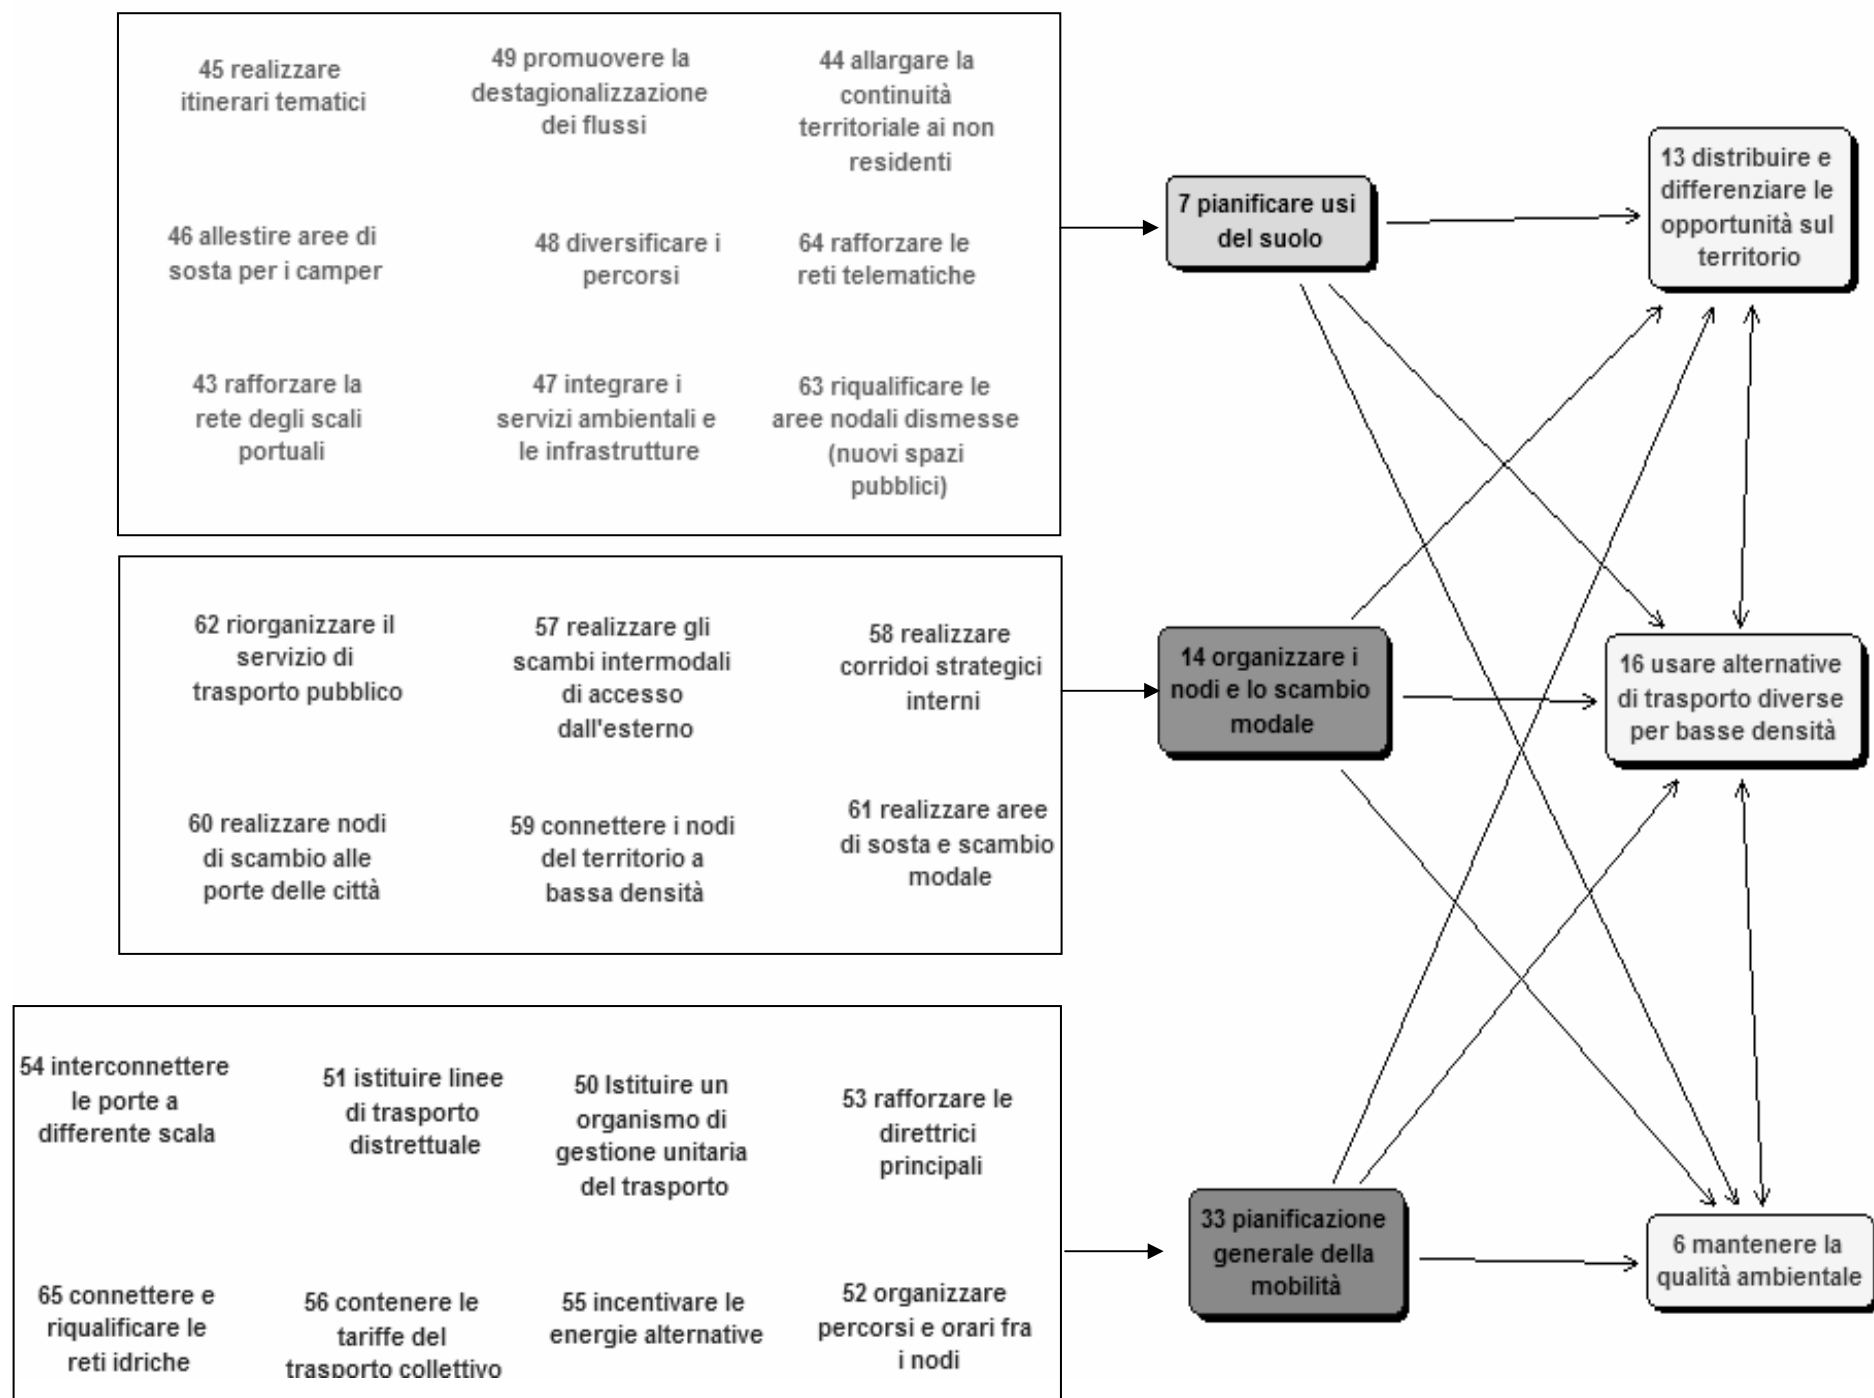 45 realizzare
itinerari tematici
49 promuovere la
destagionalizzazione
dei flussi
44 allargare la
continuità
territoriale ai non
residenti
46 allestire aree di
sosta per i camper
48 diversificare i
percorsi
64 rafforzare le
reti telematiche
43 rafforzare la
rete degli scali
portuali
47 integrare i
servizi ambientali e
le infrastrutture
63 riqualificare le
aree nodali dismesse
(nuovi spazi
pubblici)
7 pianificare usi
del suolo
13 distribuire e
differenziare le
opportunità sul
territorio
62 riorganizzare il
servizio di
trasporto pubblico
57 realizzare gli
scambi intermodali
di accesso
dall'esterno
58 realizzare
corridoi strategici
interni
60 realizzare nodi
di scambio alle
porte delle città
59 connettere i nodi
del territorio a
bassa densità
61 realizzare aree
di sosta e scambio
modale
14 organizzare i
nodi e lo scambio
modale
16 usare alternative
di trasporto diverse
per basse densità
54 interconnettere
le porte a
differente scala
51 istituire linee
di trasporto
distrettuale
50 Istituire un
organismo di
gestione unitaria
del trasporto
53 rafforzare le
direttrici
principali
65 connettere e
riqualificare le
reti idriche
56 contenere le
tariffe del
trasporto collettivo
55 incentivare le
energie alternative
52 organizzare
percorsi e orari fra
i nodi
33 pianificazione
generale della
mobilità
6 mantenere la
qualità ambientale